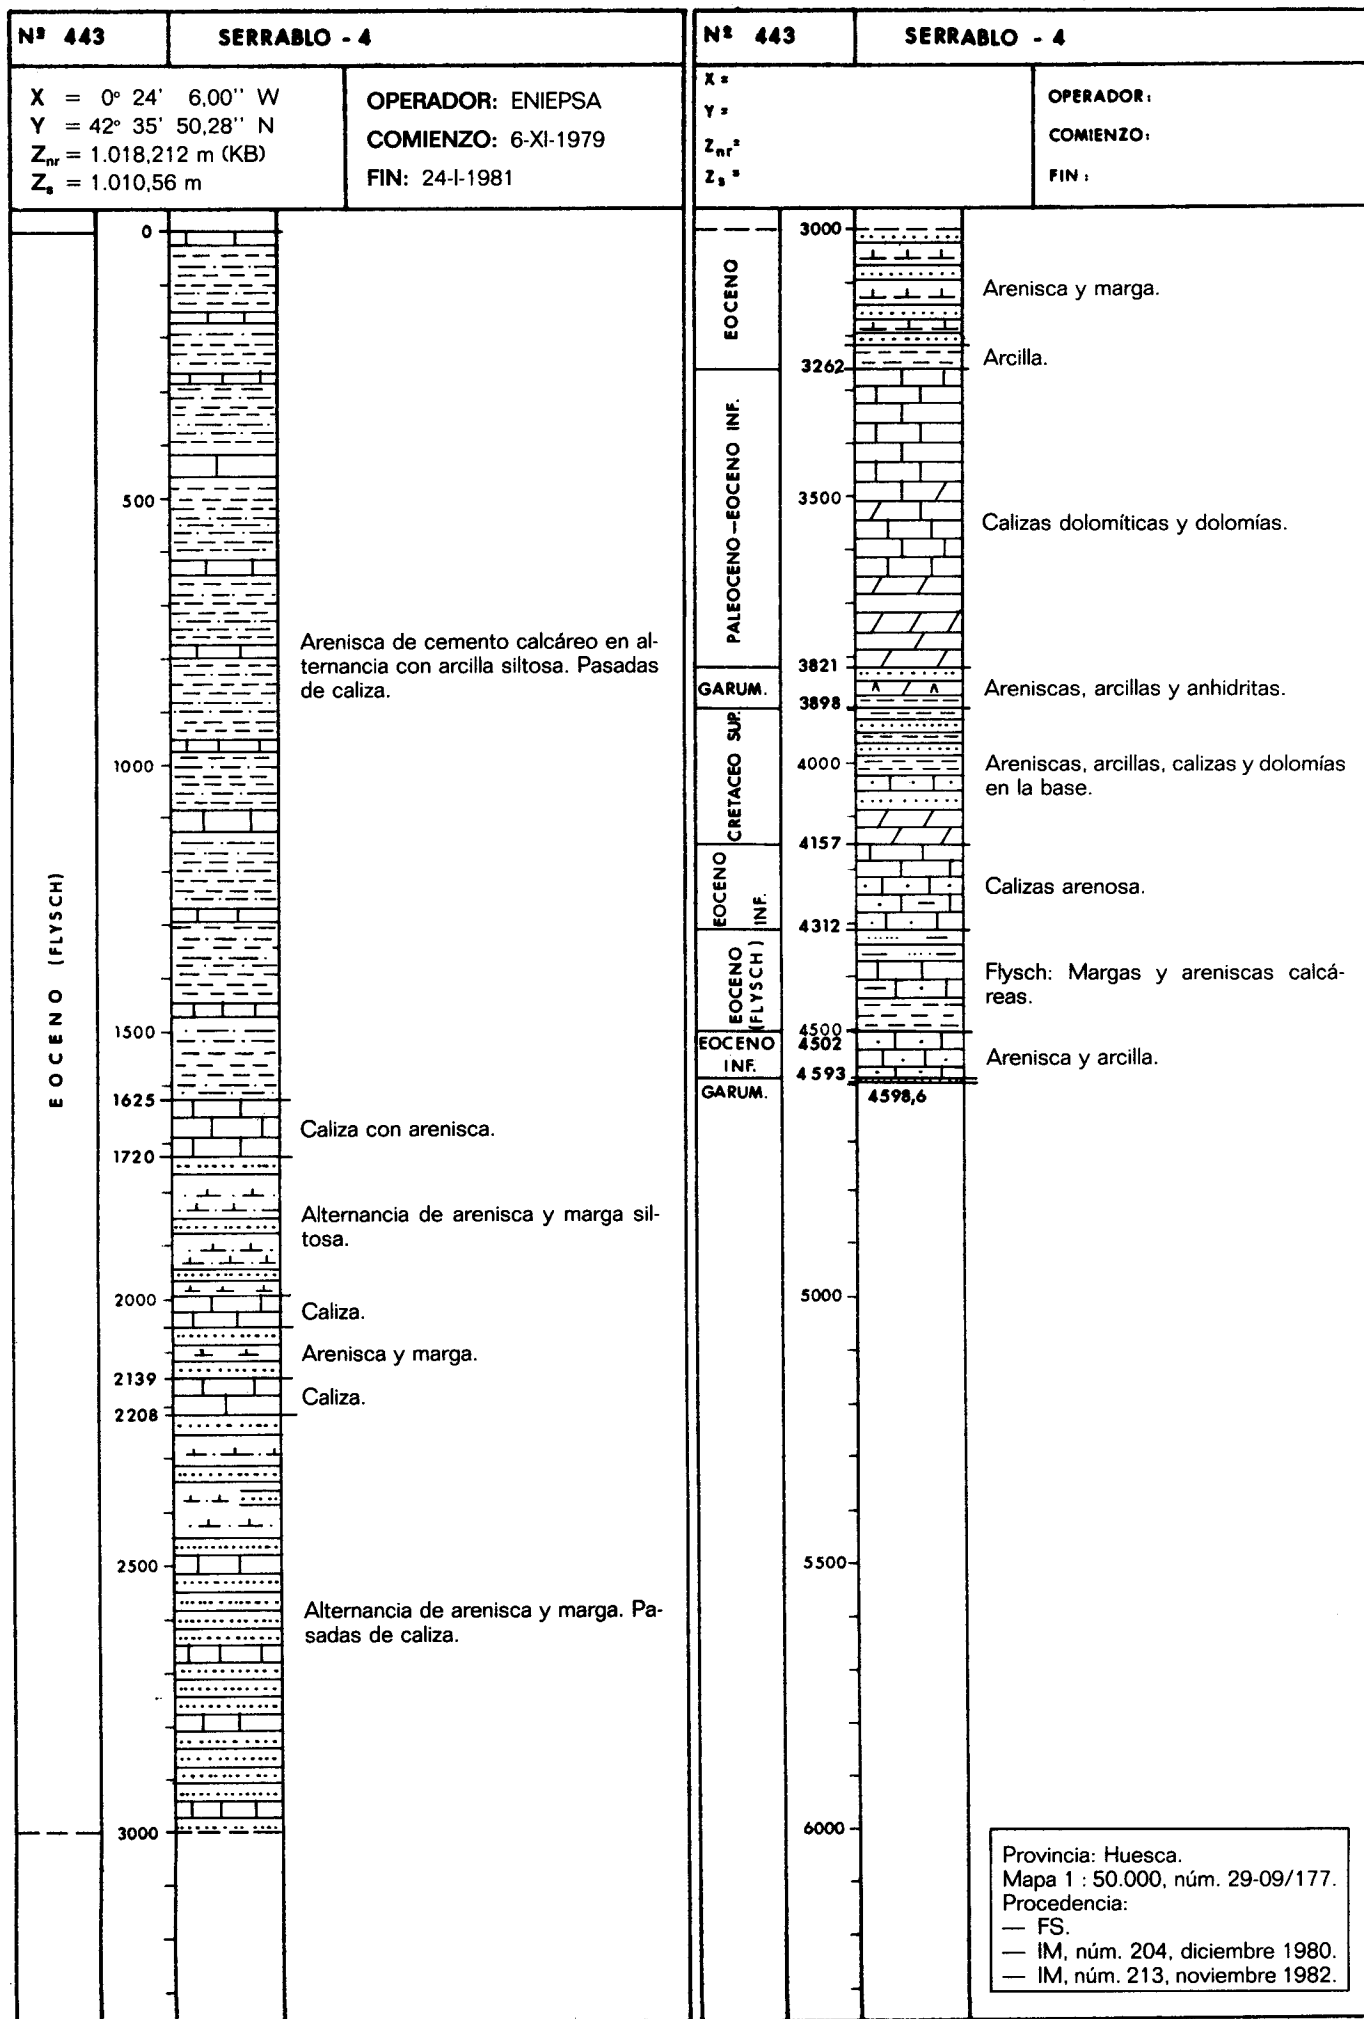 Nº 443 SERRABLO - 4
X = 0° 24' 6,00'' W
Y = 42° 35' 50,28'' N
Znr = 1.018,212 m (KB)
Zs = 1.010,56 m
OPERADOR: ENIEPSA
COMIENZO: 6-XI-1979
FIN: 24-I-1981
EOCENO (FLYSCH)
0
500
1000
1500
1625
1720
2000
2139
2208
2500
3000
Arenisca de cemento calcáreo en al-
ternancia con arcilla siltosa. Pasadas
de caliza.
Caliza con arenisca.
Alternancia de arenisca y marga sil-
tosa.
Caliza.
Arenisca y marga.
Caliza.
Alternancia de arenisca y marga. Pa-
sadas de caliza.
Nº 443 SERRABLO - 4
X =
Y =
Znr =
Zs =
OPERADOR:
COMIENZO:
FIN:
EOCENO
PALEOCENO-EOCENO INF.
GARUM.
CRETACEO SUP.
EOCENO
INF.
EOCENO
(FLYSCH)
EOCENO
INF.
GARUM.
3000
3262
3500
3821
3898
4000
4157
4312
4500
4502
4593
4598,6
5000
5500
6000
Arenisca y marga.
Arcilla.
Calizas dolomíticas y dolomías.
Areniscas, arcillas y anhidritas.
Areniscas, arcillas, calizas y dolomías
en la base.
Calizas arenosa.
Flysch: Margas y areniscas calcá-
reas.
Arenisca y arcilla.
Provincia: Huesca.
Mapa 1 : 50.000, núm. 29-09/177.
Procedencia:
— FS.
— IM, núm. 204, diciembre 1980.
— IM, núm. 213, noviembre 1982.